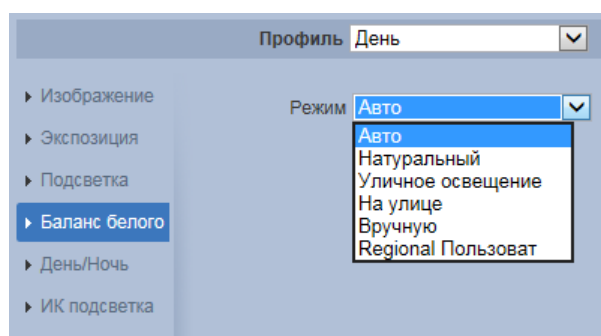 Профиль День
Изображение
Режим Авто
Экспозиция
Авто
Натуральный
Подсветка
Уличное освещение
На улице
Баланс белого
Вручную
Regional Пользоват
День/Ночь
ИК подсветка